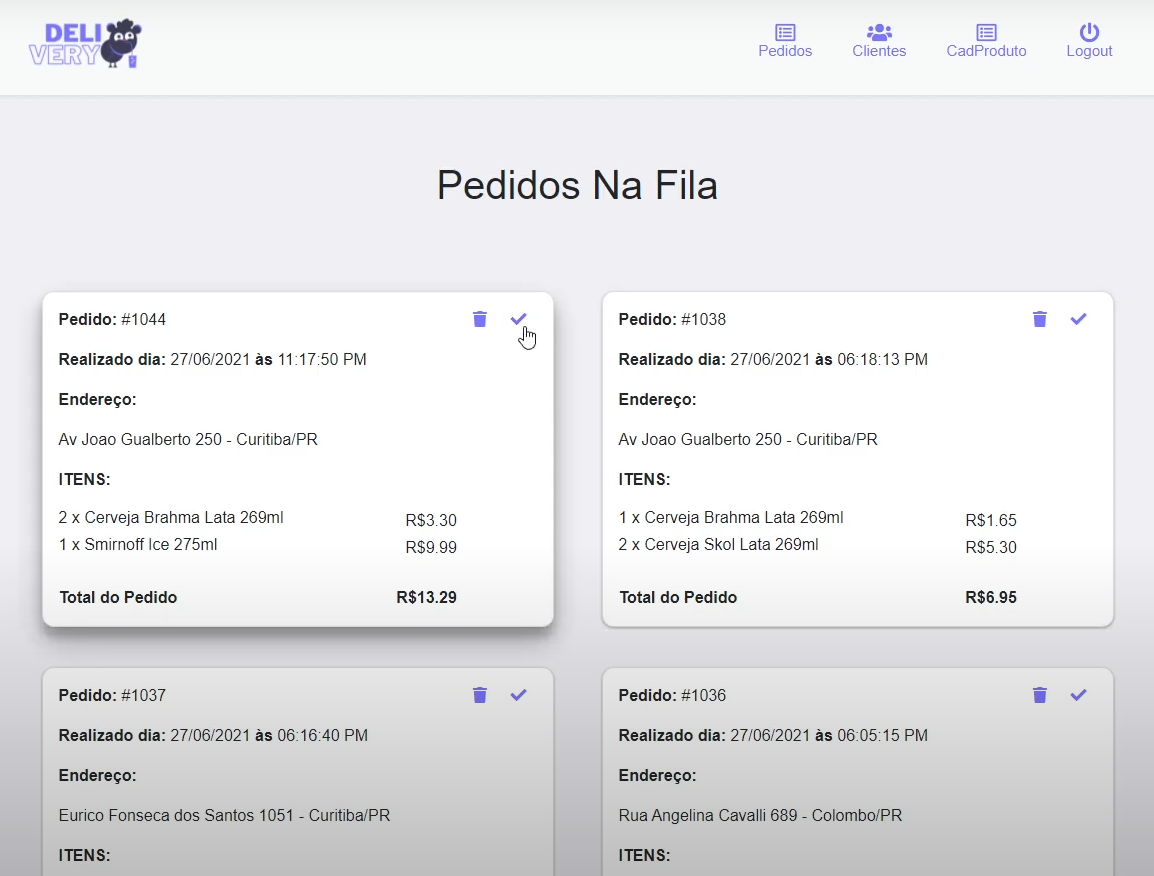 DELI
VERY
Pedidos
Clientes
CadProduto
Logout
Pedidos Na Fila
Pedido: #1044
Realizado dia: 27/06/2021 às 11:17:50 PM
Endereço:
Av Joao Gualberto 250 - Curitiba/PR
ITENS:
2 x Cerveja Brahma Lata 269ml R$3.30
1 x Smirnoff Ice 275ml R$9.99
Total do Pedido R$13.29
Pedido: #1038
Realizado dia: 27/06/2021 às 06:18:13 PM
Endereço:
Av Joao Gualberto 250 - Curitiba/PR
ITENS:
1 x Cerveja Brahma Lata 269ml R$1.65
2 x Cerveja Skol Lata 269ml R$5.30
Total do Pedido R$6.95
Pedido: #1037
Realizado dia: 27/06/2021 às 06:16:40 PM
Endereço:
Eurico Fonseca dos Santos 1051 - Curitiba/PR
ITENS:
Pedido: #1036
Realizado dia: 27/06/2021 às 06:05:15 PM
Endereço:
Rua Angelina Cavalli 689 - Colombo/PR
ITENS: